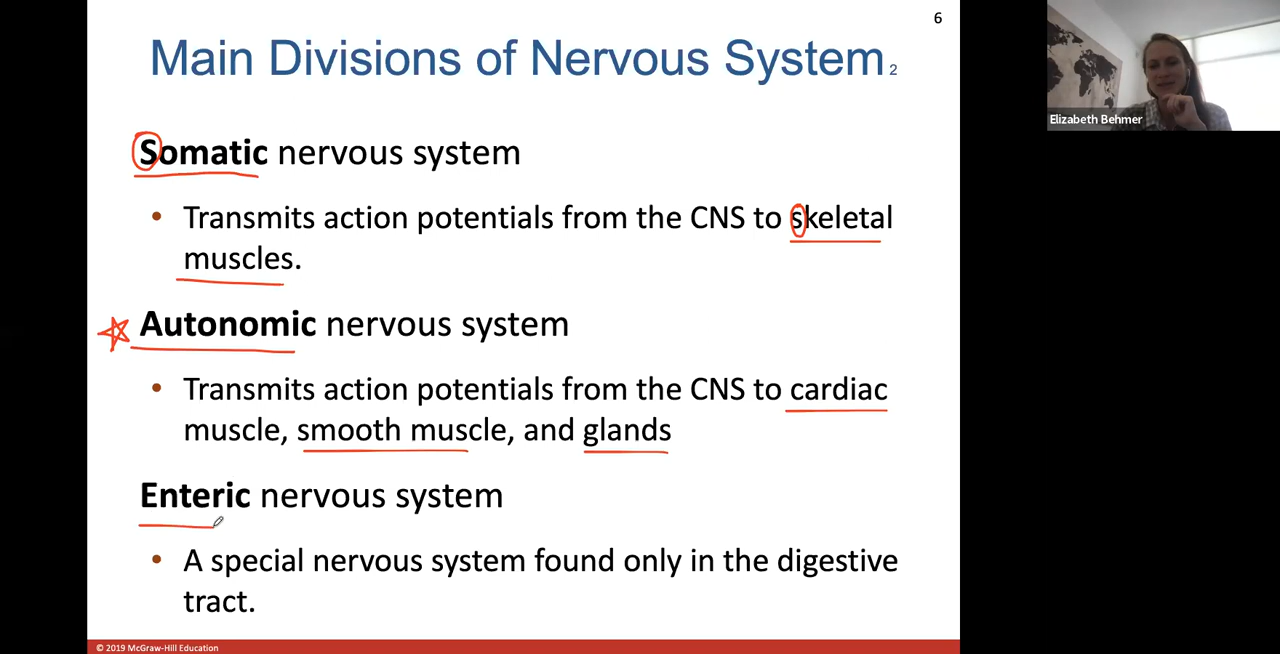 6
Main Divisions of Nervous System 2
Elizabeth Behmer
Somatic nervous system
• Transmits action potentials from the CNS to skeletal
muscles.
Autonomic nervous system
• Transmits action potentials from the CNS to cardiac
muscle, smooth muscle, and glands
Enteric nervous system
• A special nervous system found only in the digestive
tract.
© 2019 McGraw-Hill Education